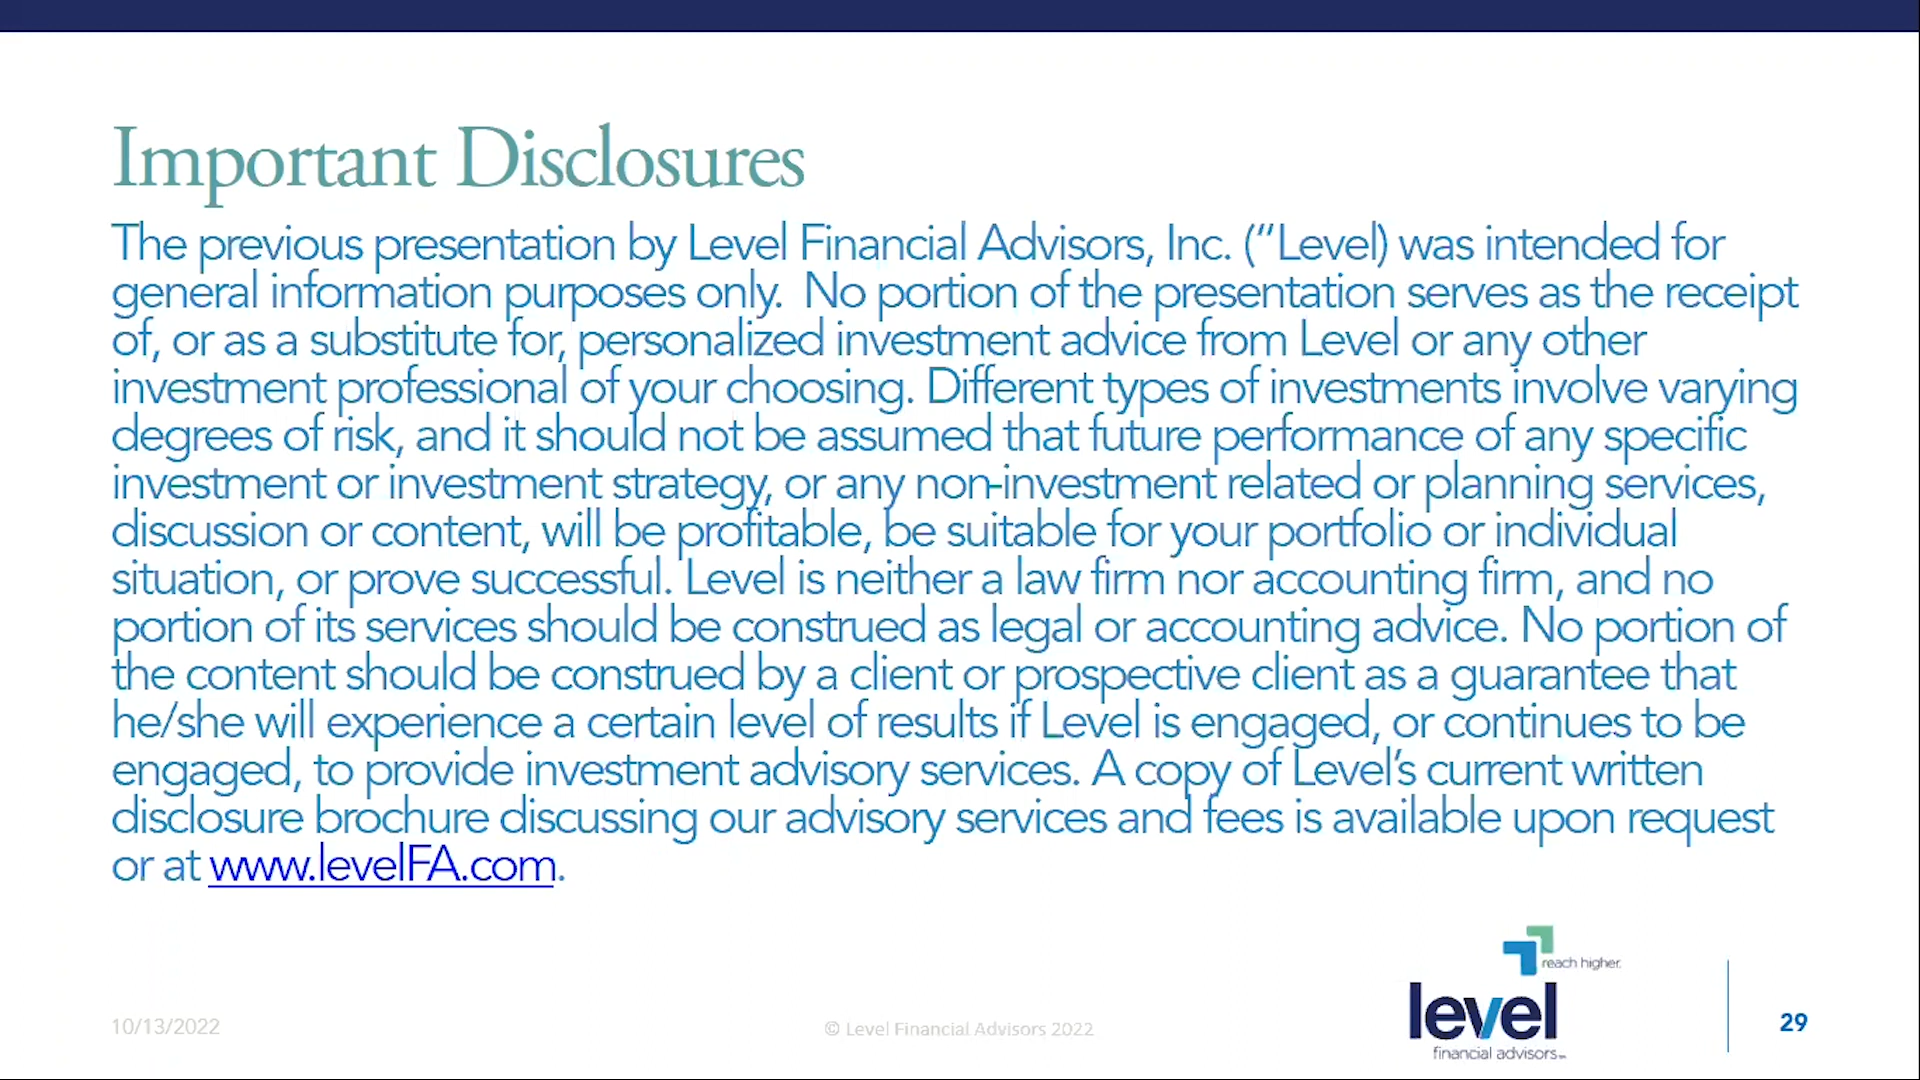 Important Disclosures
The previous presentation by Level Financial Advisors, Inc. (“Level) was intended for
general information purposes only.  No portion of the presentation serves as the receipt
of, or as a substitute for, personalized investment advice from Level or any other
investment professional of your choosing. Different types of investments involve varying
degrees of risk, and it should not be assumed that future performance of any specific
investment or investment strategy, or any non-investment related or planning services,
discussion or content, will be profitable, be suitable for your portfolio or individual
situation, or prove successful. Level is neither a law firm nor accounting firm, and no
portion of its services should be construed as legal or accounting advice. No portion of
the content should be construed by a client or prospective client as a guarantee that
he/she will experience a certain level of results if Level is engaged, or continues to be
engaged, to provide investment advisory services. A copy of Level’s current written
disclosure brochure discussing our advisory services and fees is available upon request
or at www.levelFA.com.
reach higher.
level
financial advisors
10/13/2022
© Level Financial Advisors 2022
29